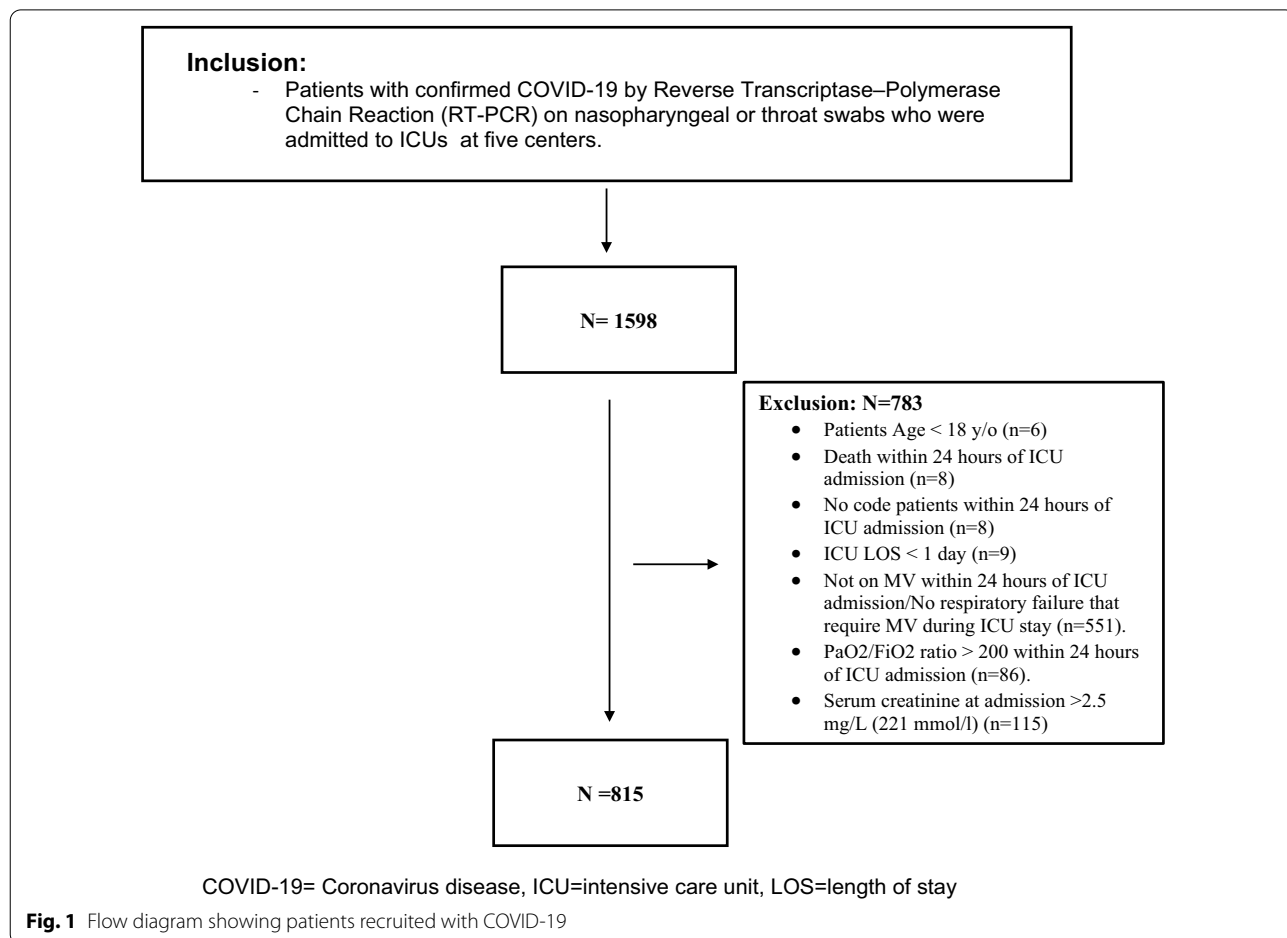 Inclusion:
- Patients with confirmed COVID-19 by Reverse Transcriptase–Polymerase
Chain Reaction (RT-PCR) on nasopharyngeal or throat swabs who were
admitted to ICUs at five centers.
N= 1598
Exclusion: N=783
• Patients Age < 18 y/o (n=6)
• Death within 24 hours of ICU
admission (n=8)
• No code patients within 24 hours of
ICU admission (n=8)
• ICU LOS < 1 day (n=9)
• Not on MV within 24 hours of ICU
admission/No respiratory failure that
require MV during ICU stay (n=551).
• PaO2/FiO2 ratio > 200 within 24 hours
of ICU admission (n=86).
• Serum creatinine at admission >2.5
mg/L (221 mmol/l) (n=115)
N =815
COVID-19= Coronavirus disease, ICU=intensive care unit, LOS=length of stay
Fig. 1 Flow diagram showing patients recruited with COVID-19